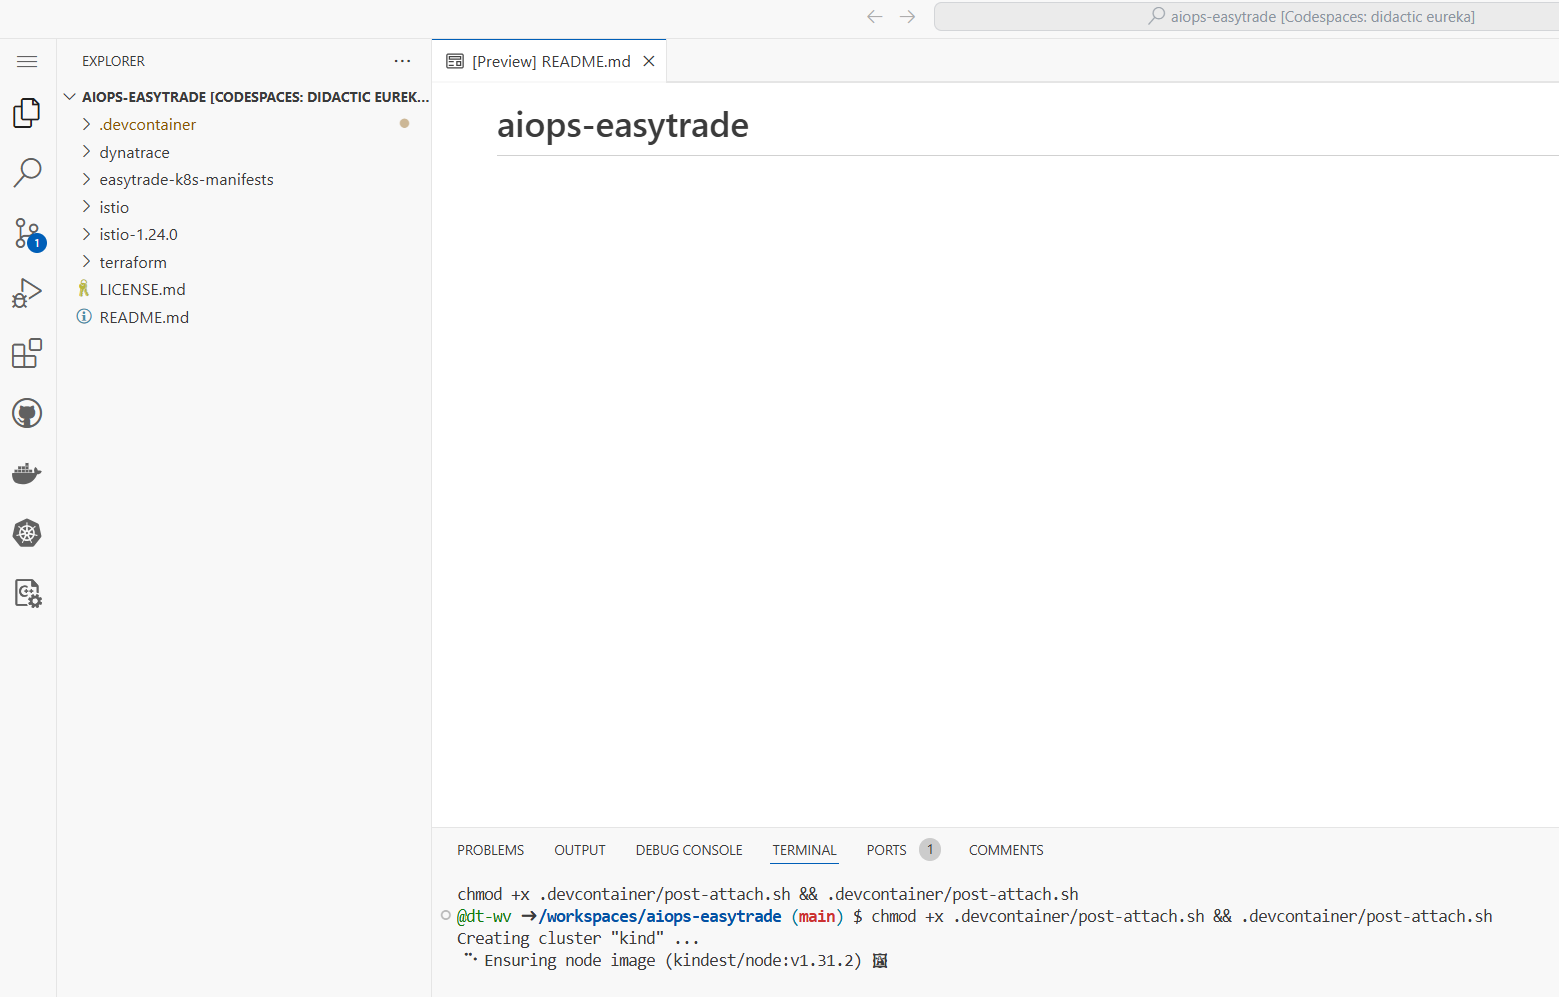 aiops-easytrade [Codespaces: didactic eureka]
EXPLORER
[Preview] README.md
AIOPS-EASYTRADE [CODESPACES: DIDACTIC EUREK...
.devcontainer
dynatrace
easytrade-k8s-manifests
istio
istio-1.24.0
terraform
LICENSE.md
README.md
1
aiops-easytrade
PROBLEMS OUTPUT DEBUG CONSOLE TERMINAL PORTS 1 COMMENTS
chmod +x .devcontainer/post-attach.sh && .devcontainer/post-attach.sh
@dt-wv ➜/workspaces/aiops-easytrade (main) $ chmod +x .devcontainer/post-attach.sh && .devcontainer/post-attach.sh
Creating cluster "kind" ...
Ensuring node image (kindest/node:v1.31.2) 🖼